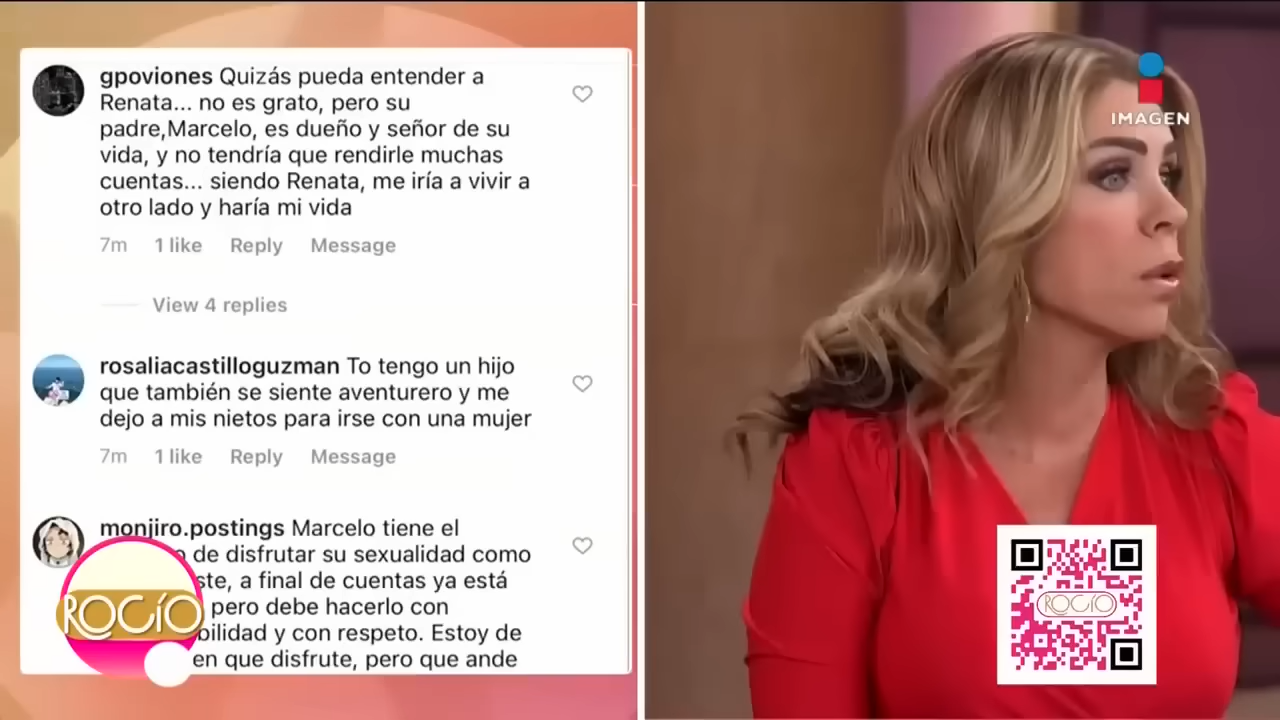 gpoviones Quizás pueda entender a
Renata... no es grato, pero su
padre,Marcelo, es dueño y señor de su
vida, y no tendría que rendirle muchas
cuentas... siendo Renata, me iría a vivir a
otro lado y haría mi vida
7m 1 like Reply Message
View 4 replies
rosaliacastilloguzman To tengo un hijo
que también se siente aventurero y me
dejo a mis nietos para irse con una mujer
7m 1 like Reply Message
monjiro.postings Marcelo tiene el
de disfrutar su sexualidad como
ste, a final de cuentas ya está
pero debe hacerlo con
bilidad y con respeto. Estoy de
en que disfrute, pero que ande
ROCÍO
IMAGEN
ROCÍO